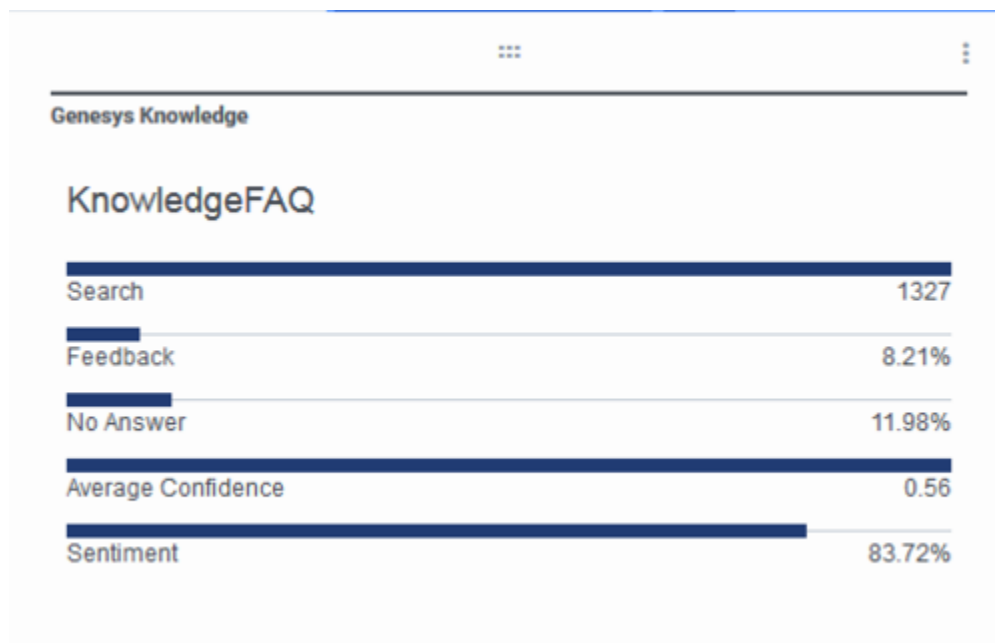 Genesys Knowledge
KnowledgeFAQ
Search 1327
Feedback 8.21%
No Answer 11.98%
Average Confidence 0.56
Sentiment 83.72%